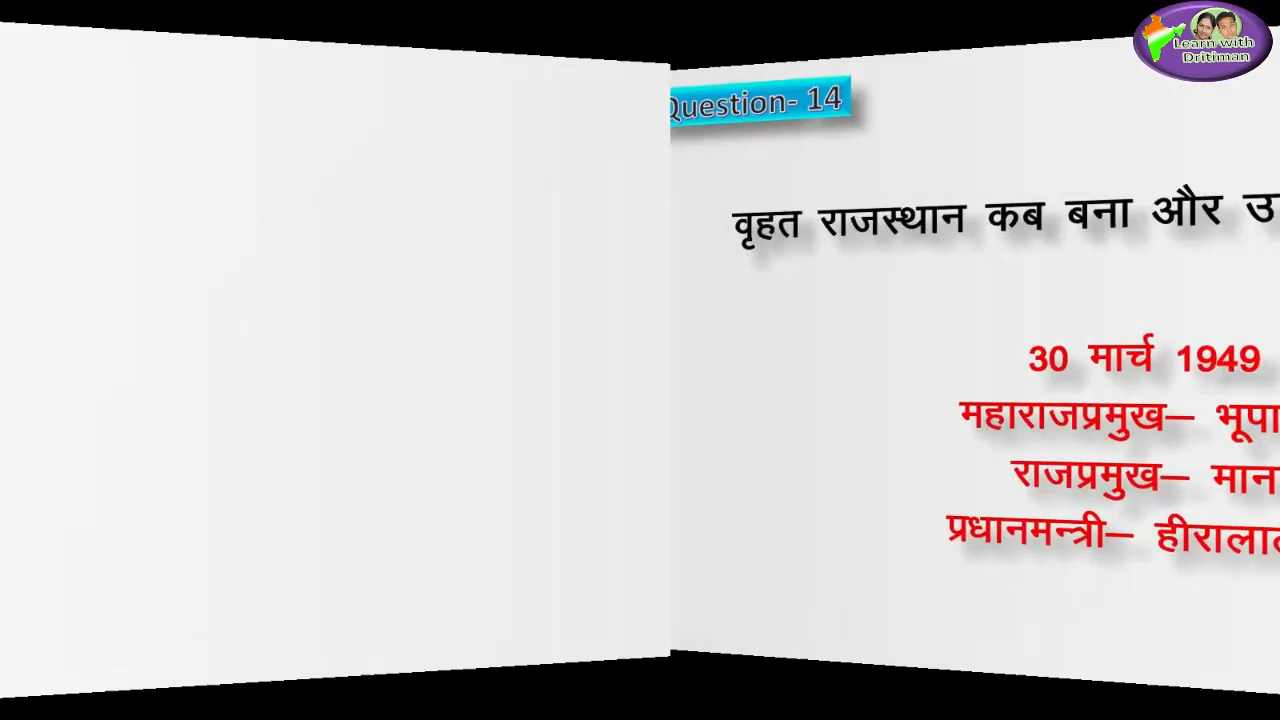 Learn with
Dritiman
Question- 14
वृहत राजस्थान कब बना और
30 मार्च 1949
महाराजप्रमुख–
राजप्रमुख– मान
प्रधानमन्त्री–